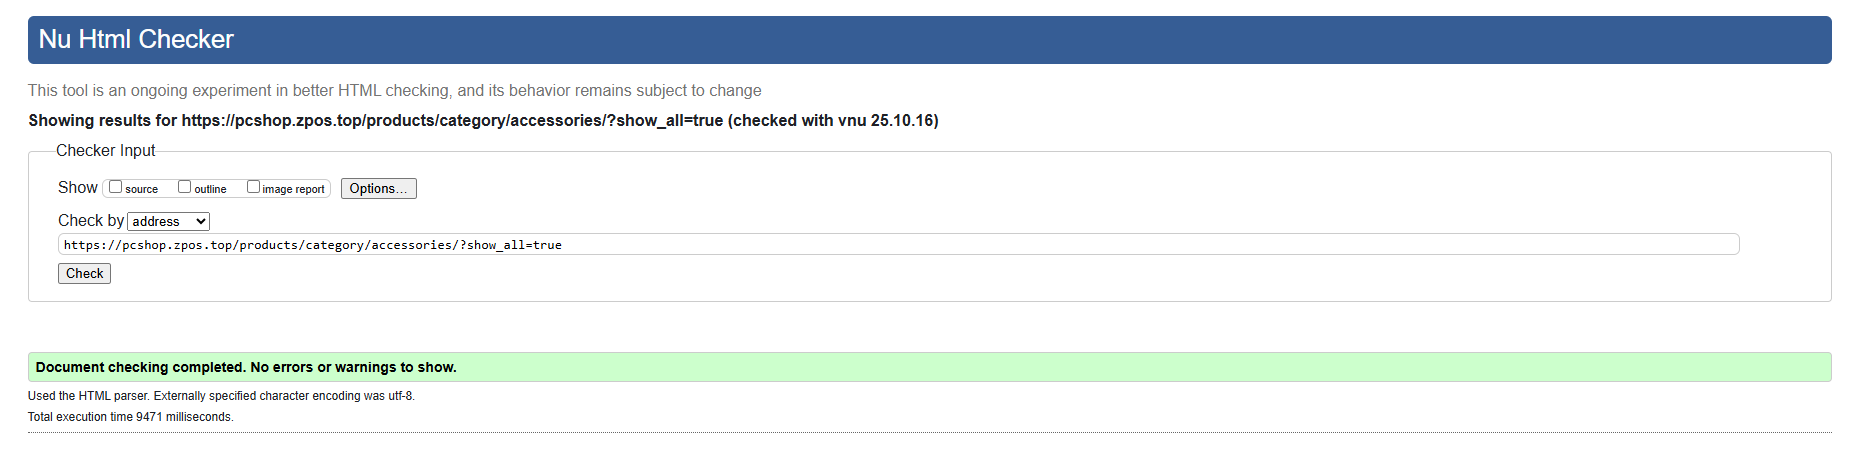 Nu Html Checker
This tool is an ongoing experiment in better HTML checking, and its behavior remains subject to change
Showing results for https://pcshop.zpos.top/products/category/accessories/?show_all=true (checked with vnu 25.10.16)
Checker Input
Show source outline image report Options...
Check by address
https://pcshop.zpos.top/products/category/accessories/?show_all=true
Check
Document checking completed. No errors or warnings to show.
Used the HTML parser. Externally specified character encoding was utf-8.
Total execution time 9471 milliseconds.